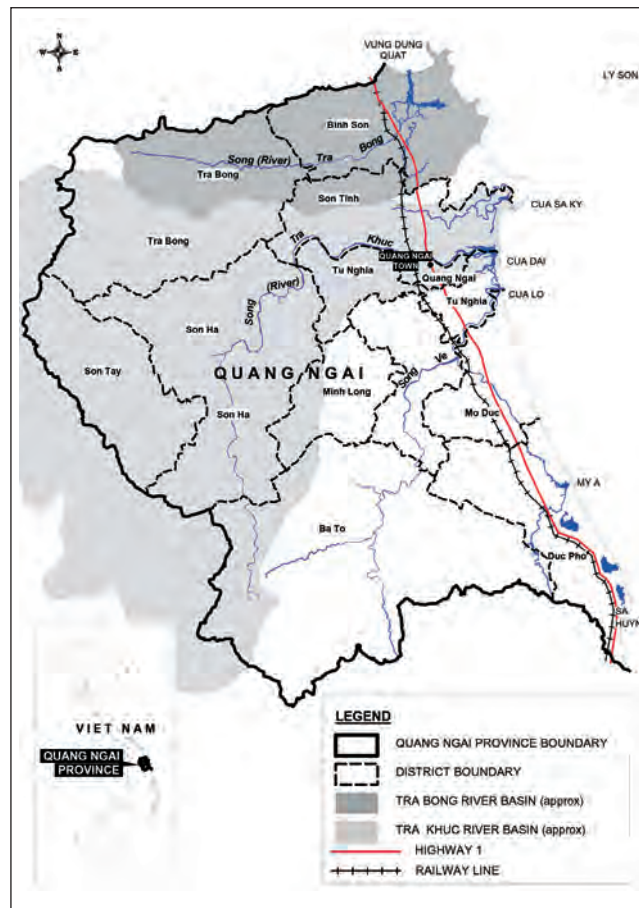 N
W E
S
VUNG DUNG
QUAT
LY SON
Binh Son
Song (River) Tra Bong
Tra Bong
Son Tinh
CUA SA KY
Tra Bong
Song (River) Tra Khuc
QUANG NGAI
TOWN
CUA DAI
Tu Nghia
Quang Ngai
Tu Nghia
CUA LO
Son Ha
Son Tay
QUANG NGAI
Song Ve
Minh Long
Son Ha
Mo Duc
MY A
Ba To
Duc Pho
SA
HUYN
VIET NAM
QUANG NGAI
PROVINCE
LEGEND
QUANG NGAI PROVINCE BOUNDARY
DISTRICT BOUNDARY
TRA BONG RIVER BASIN (approx)
TRA KHUC RIVER BASIN (approx)
HIGHWAY 1
RAILWAY LINE